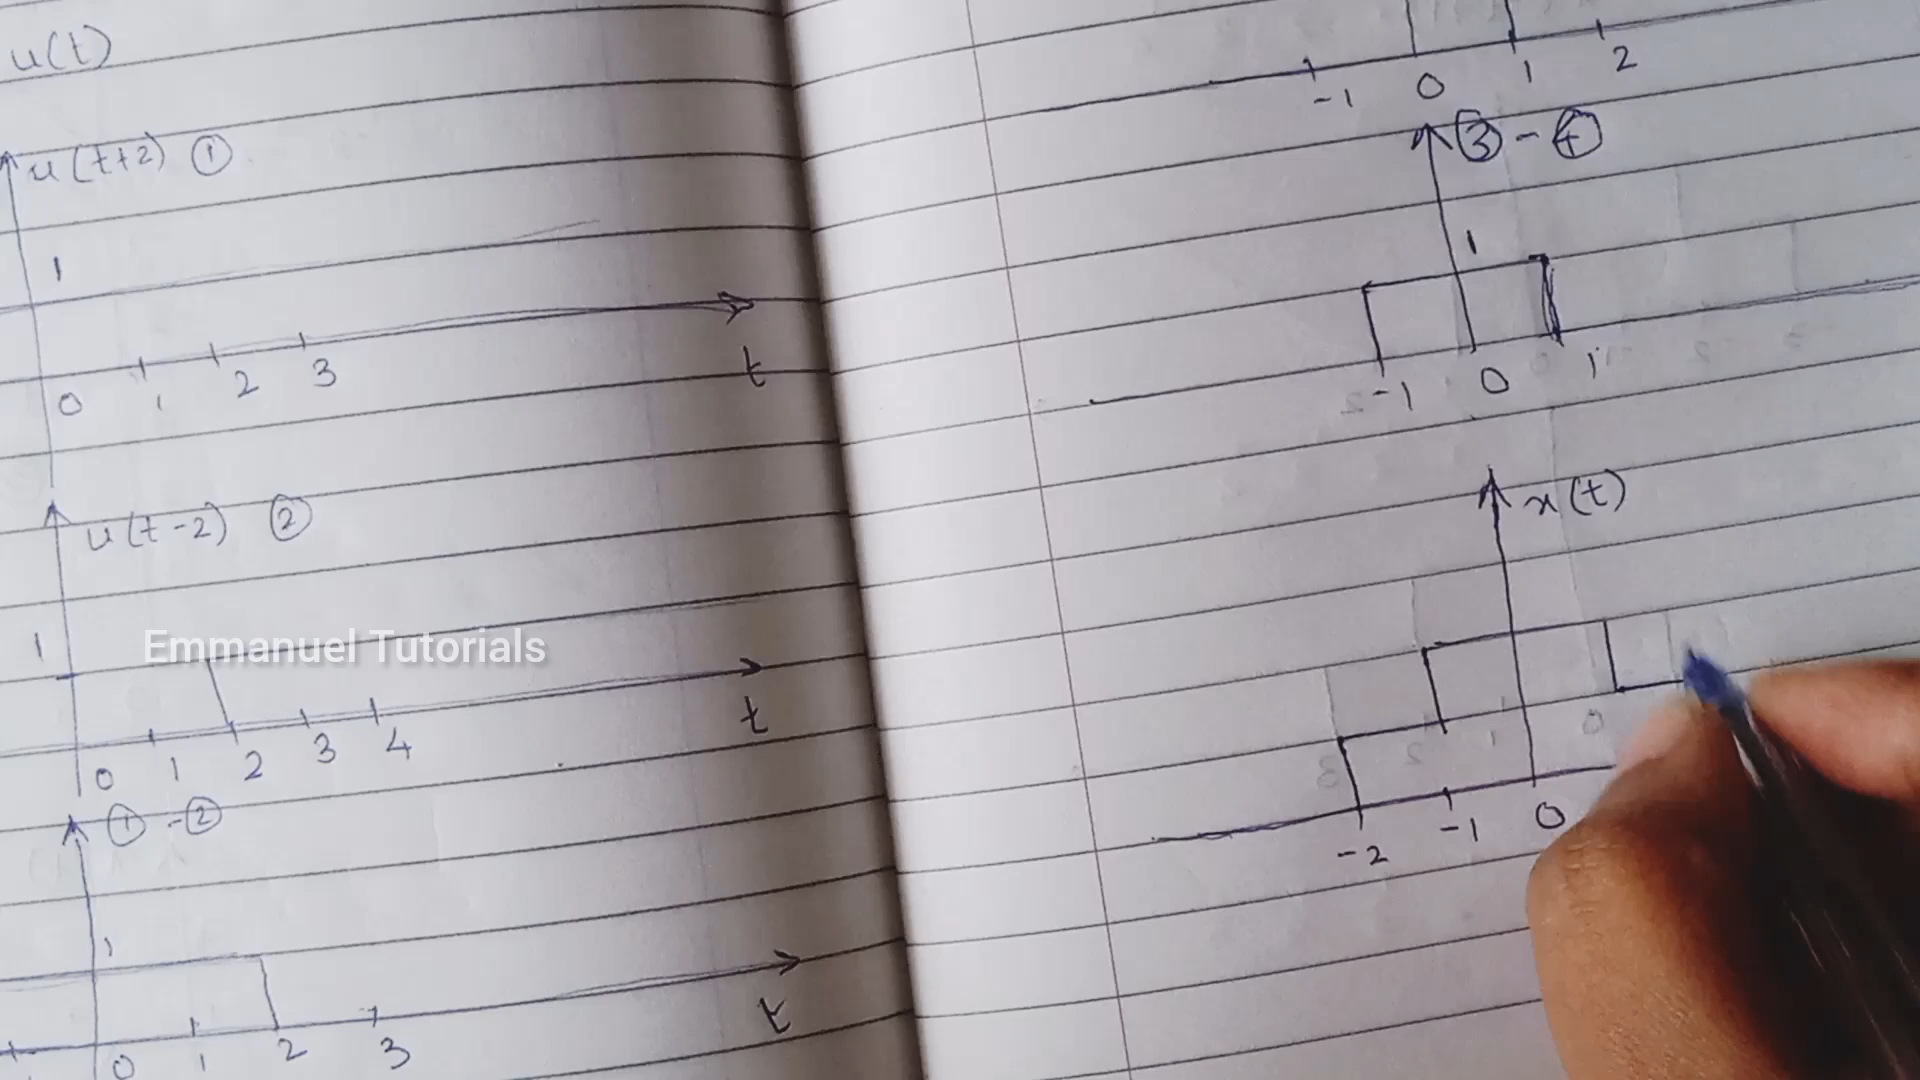 u(t)
u(t+2) ①
1
0 1 2 3
t
u(t-2) ②
1
0 1 2 3 4
t
① - ②
1
0 1 2 3
t
-1 0 1 2
③ - ④
1
-1 0 1
x(t)
-2 -1 0
Emmanuel Tutorials